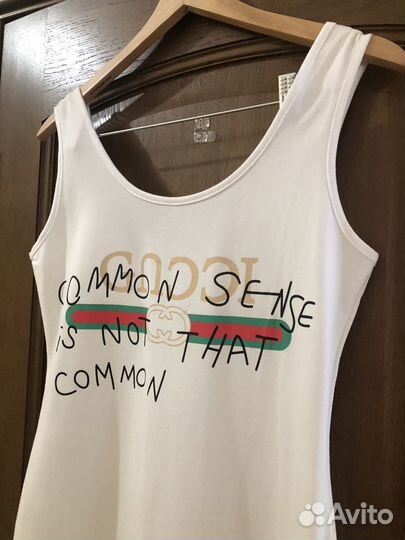 GUCCI
COMMON SENSE
iS NOT THAT
COMMON
Avito